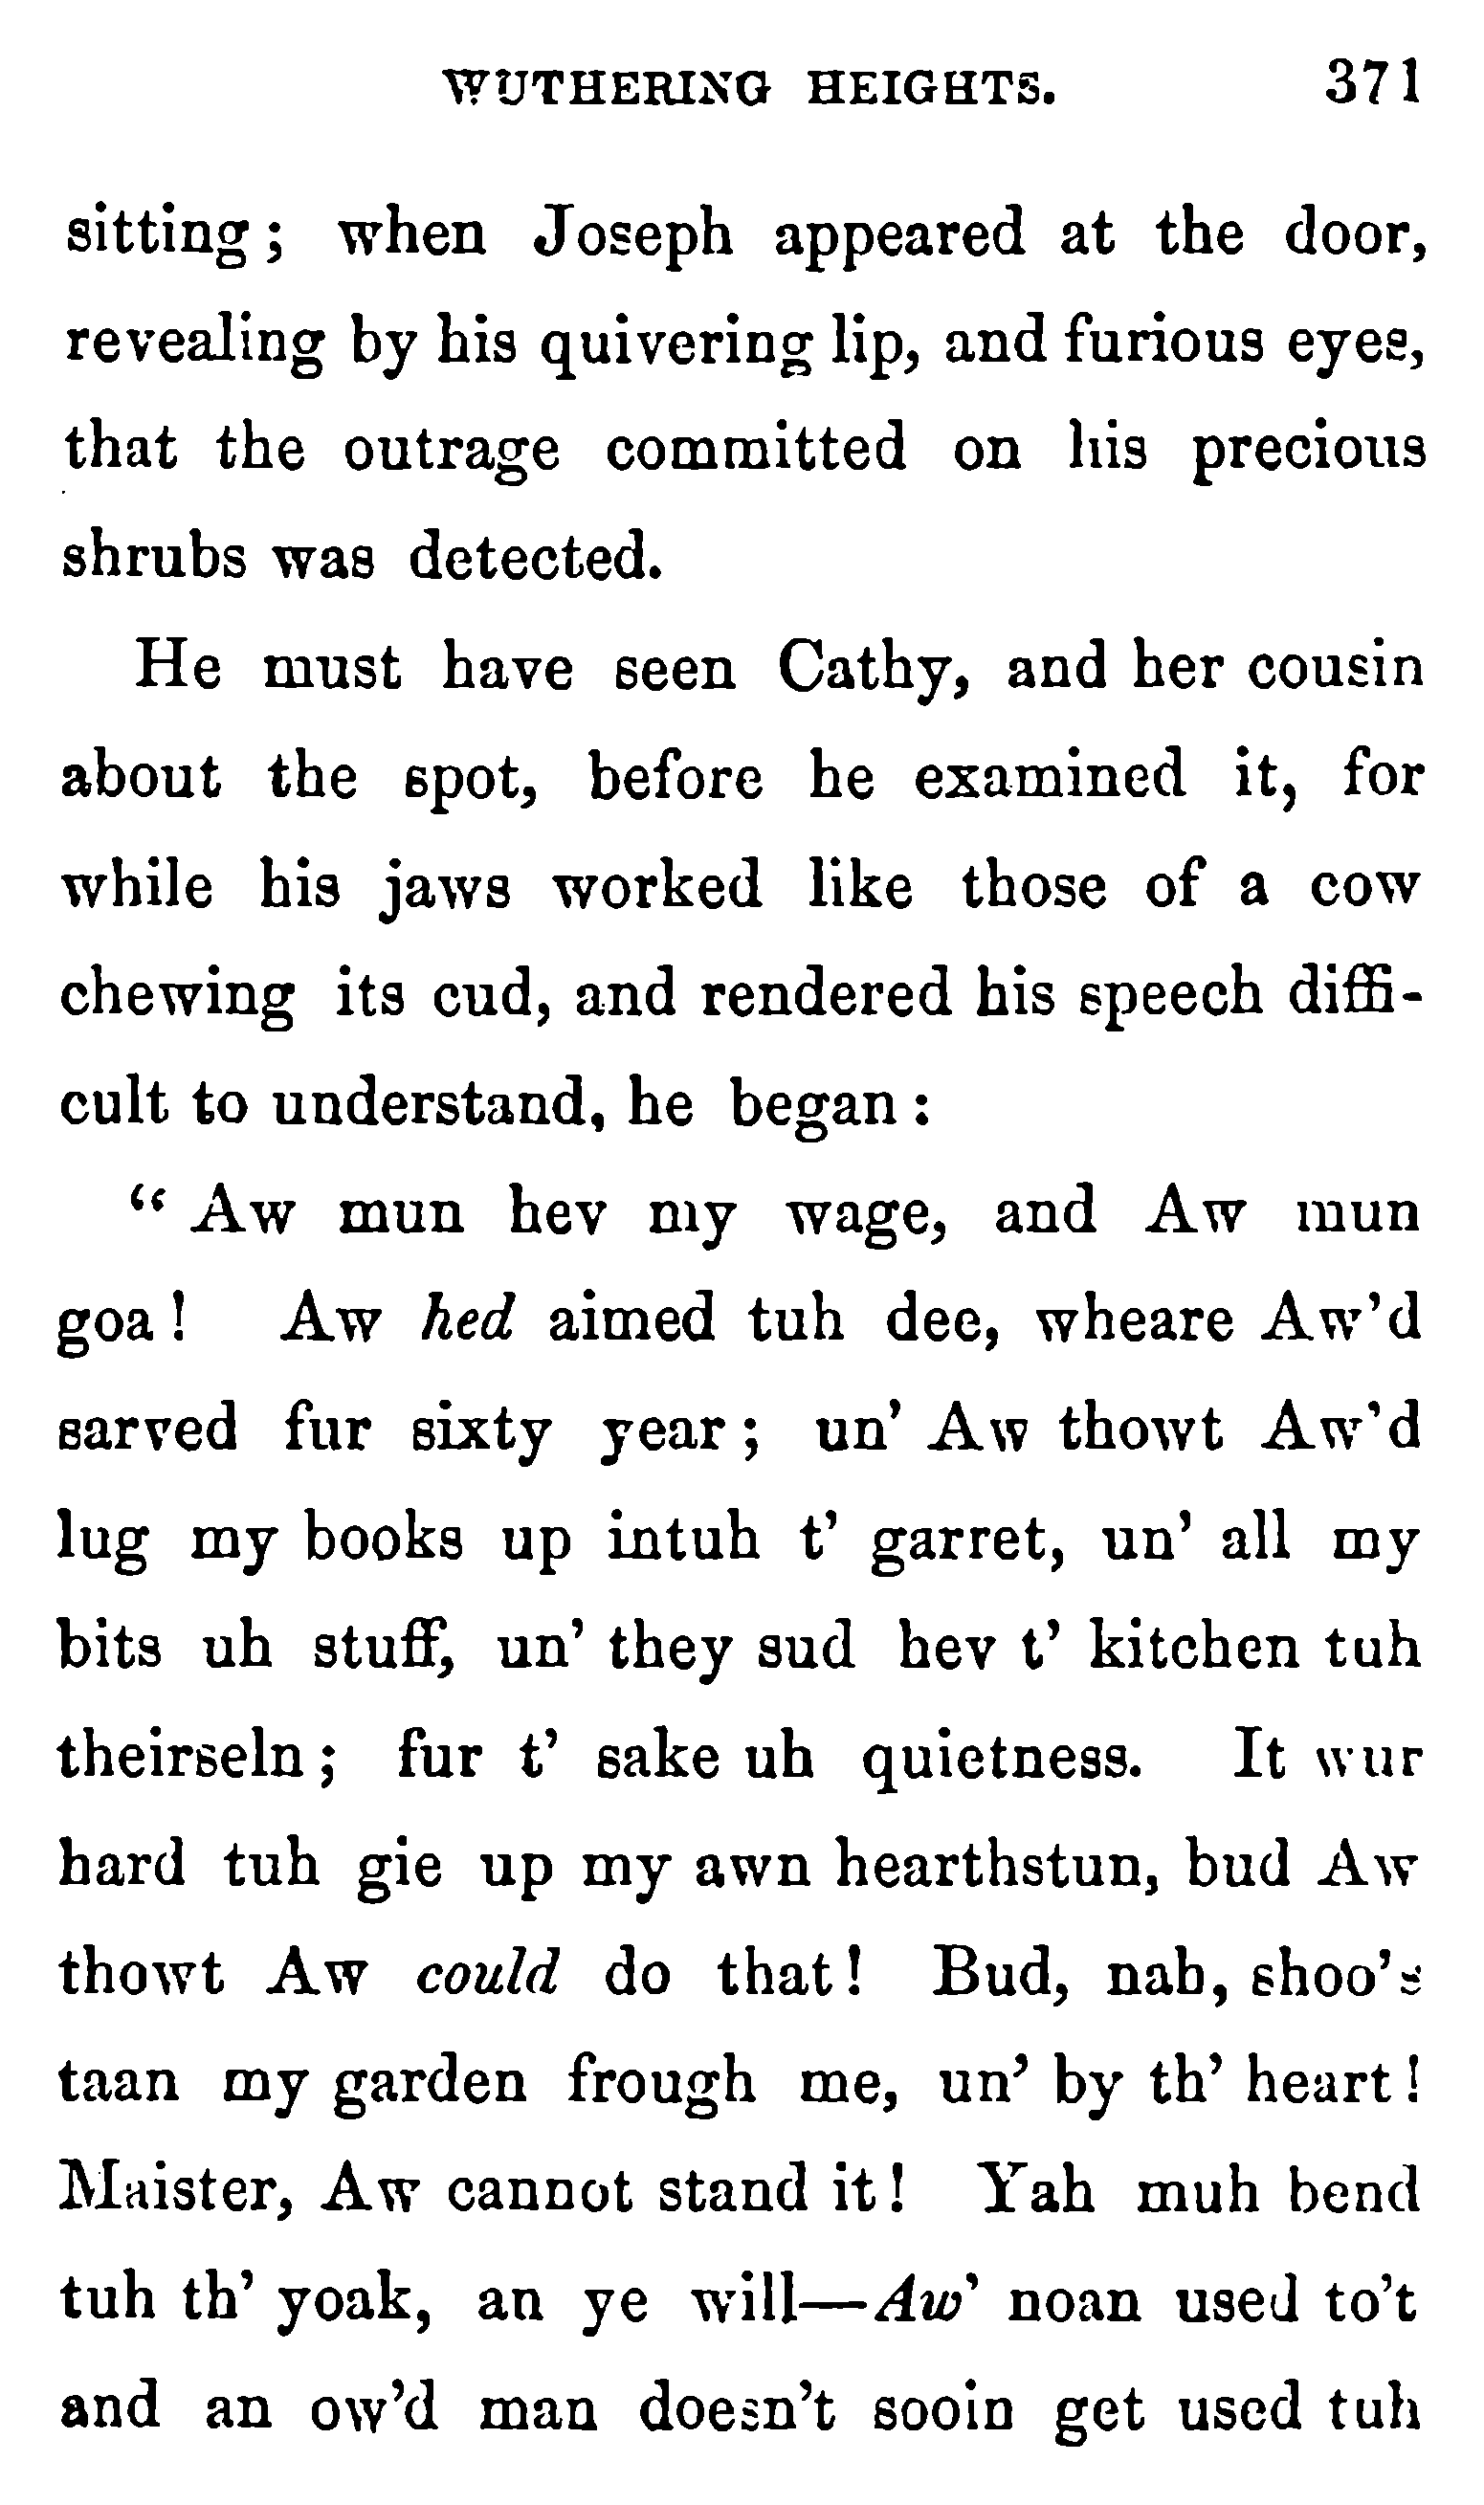 WUTHERING HEIGHTS. 371
sitting; when Joseph appeared at the door,
revealing by his quivering lip, and furious eyes,
that the outrage committed on his precious
shrubs was detected.
He must have seen Cathy, and her cousin
about the spot, before he examined it, for
while his jaws worked like those of a cow
chewing its cud, and rendered his speech diffi-
cult to understand, he began:
“Aw mun hev my wage, and Aw mun
goa! Aw hed aimed tuh dee, wheare Aw’d
sarved fur sixty year; un’ Aw thowt Aw’d
lug my books up intuh t’ garret, un’ all my
bits uh stuff, un’ they sud hev t’ kitchen tuh
theirseln; fur t’ sake uh quietness. It wur
hard tuh gie up my awn hearthstun, bud Aw
thowt Aw could do that! Bud, nah, shoo’s
taan my garden frough me, un’ by th’ heart!
Maister, Aw cannot stand it! Yah muh bend
tuh th’ yoak, an ye will—Aw’ noan used to’t
and an ow’d man doesn’t sooin get used tuh